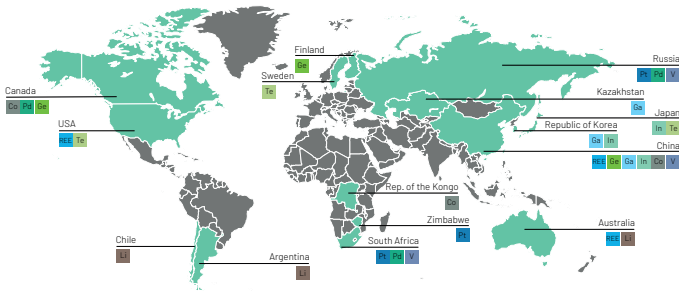 Finland
Ge
Russia
Pt Pd V
Sweden
Te
Canada
Co Pd Ge
Kazakhstan
Ga
Japan
In Te
USA
REE Te
Republic of Korea
Ga In
China
REE Ge Ga In Co V
Rep. of the Kongo
Co
Zimbabwe
Pt
Australia
REE Li
Chile
Li
South Africa
Pt Pd V
Argentina
Li